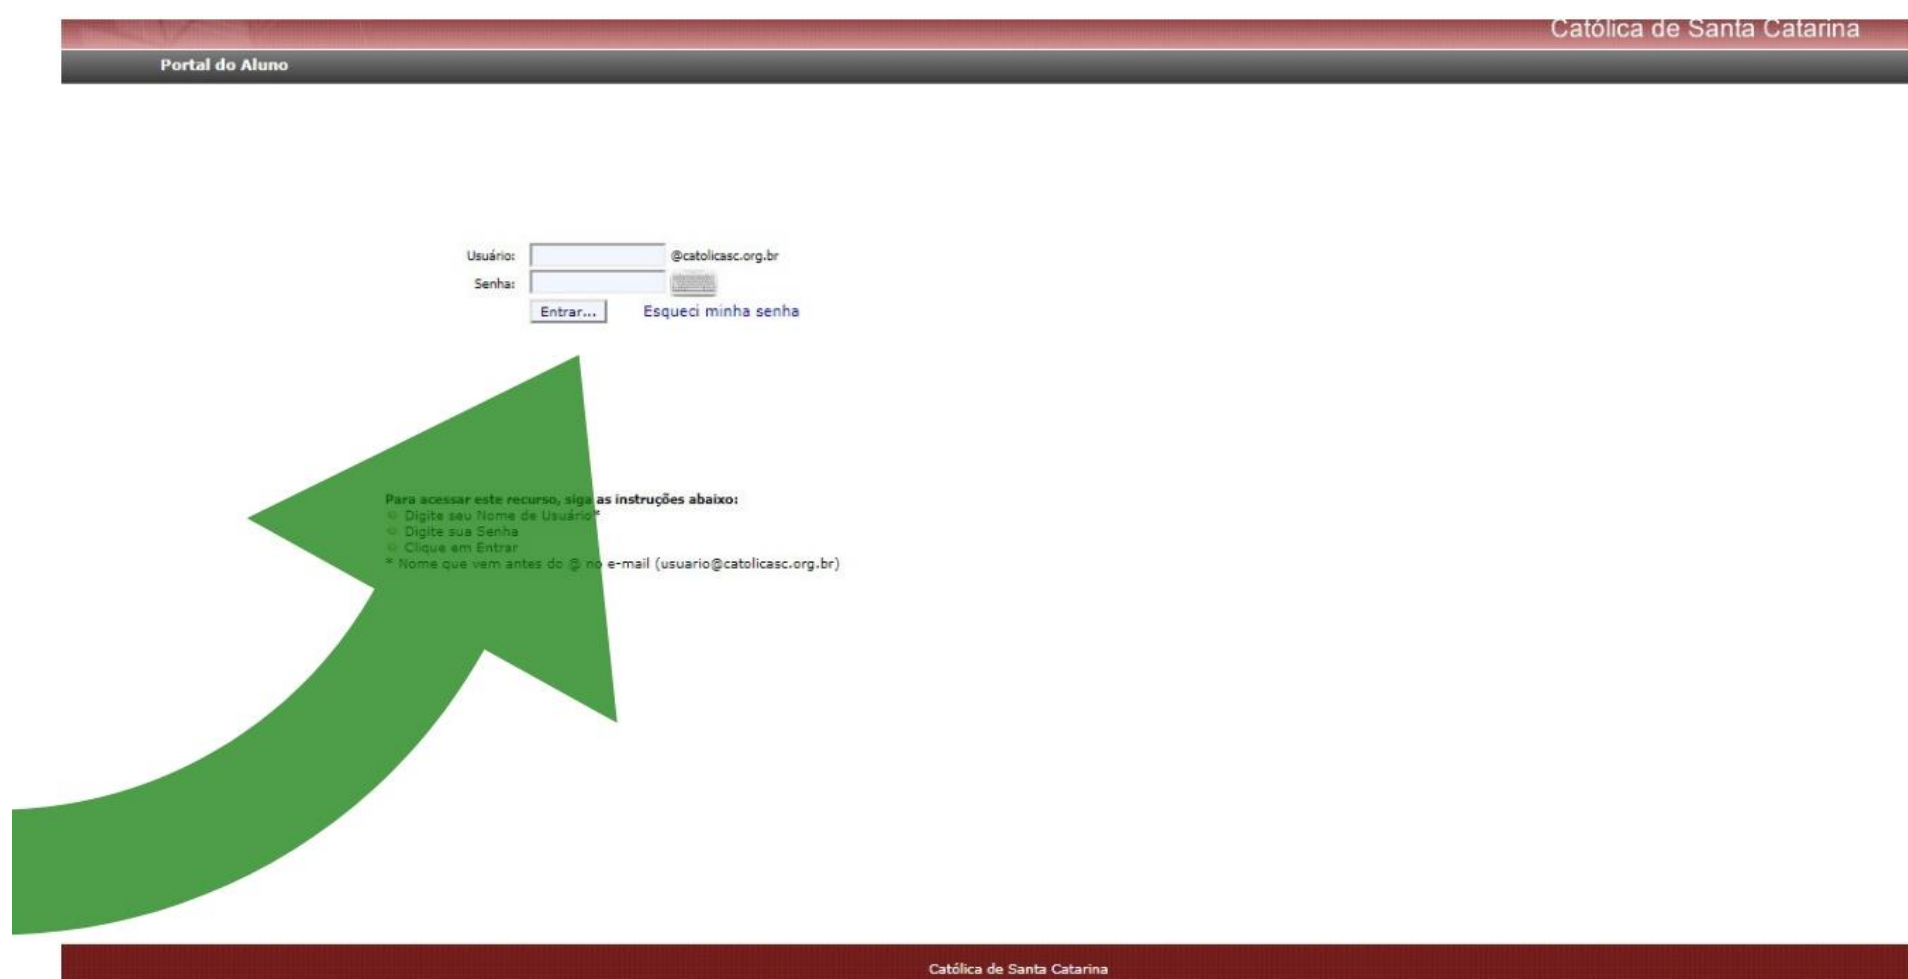 Católica de Santa Catarina
Portal do Aluno
Usuário: @catolicasc.org.br
Senha:
Entrar... Esqueci minha senha
Para acessar este recurso, siga as instruções abaixo:
Digite seu Nome de Usuário*
Digite sua Senha
Clique em Entrar
* Nome que vem antes do @ no e-mail (usuario@catolicasc.org.br)
Católica de Santa Catarina